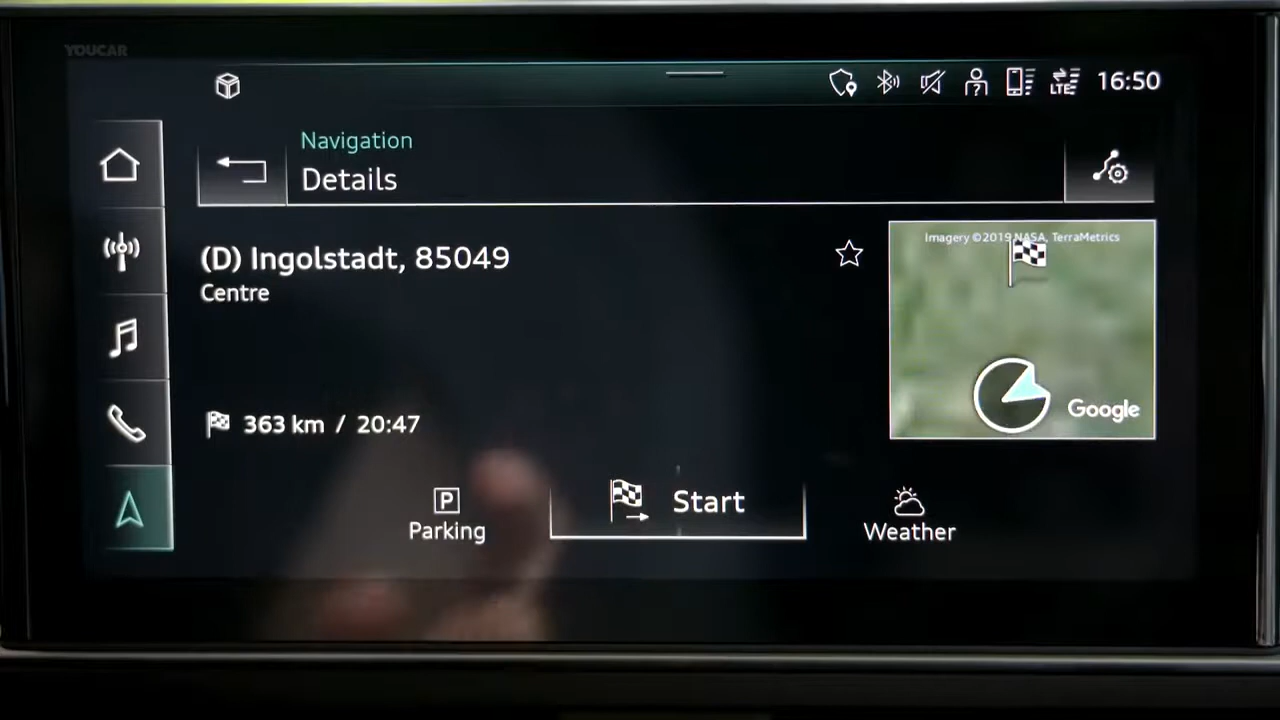 YOUCAR
LTE
16:50
Navigation
Details
(D) Ingolstadt, 85049
Centre
Imagery ©2019 NASA, TerraMetrics
Google
363 km / 20:47
P
Parking
Start
Weather